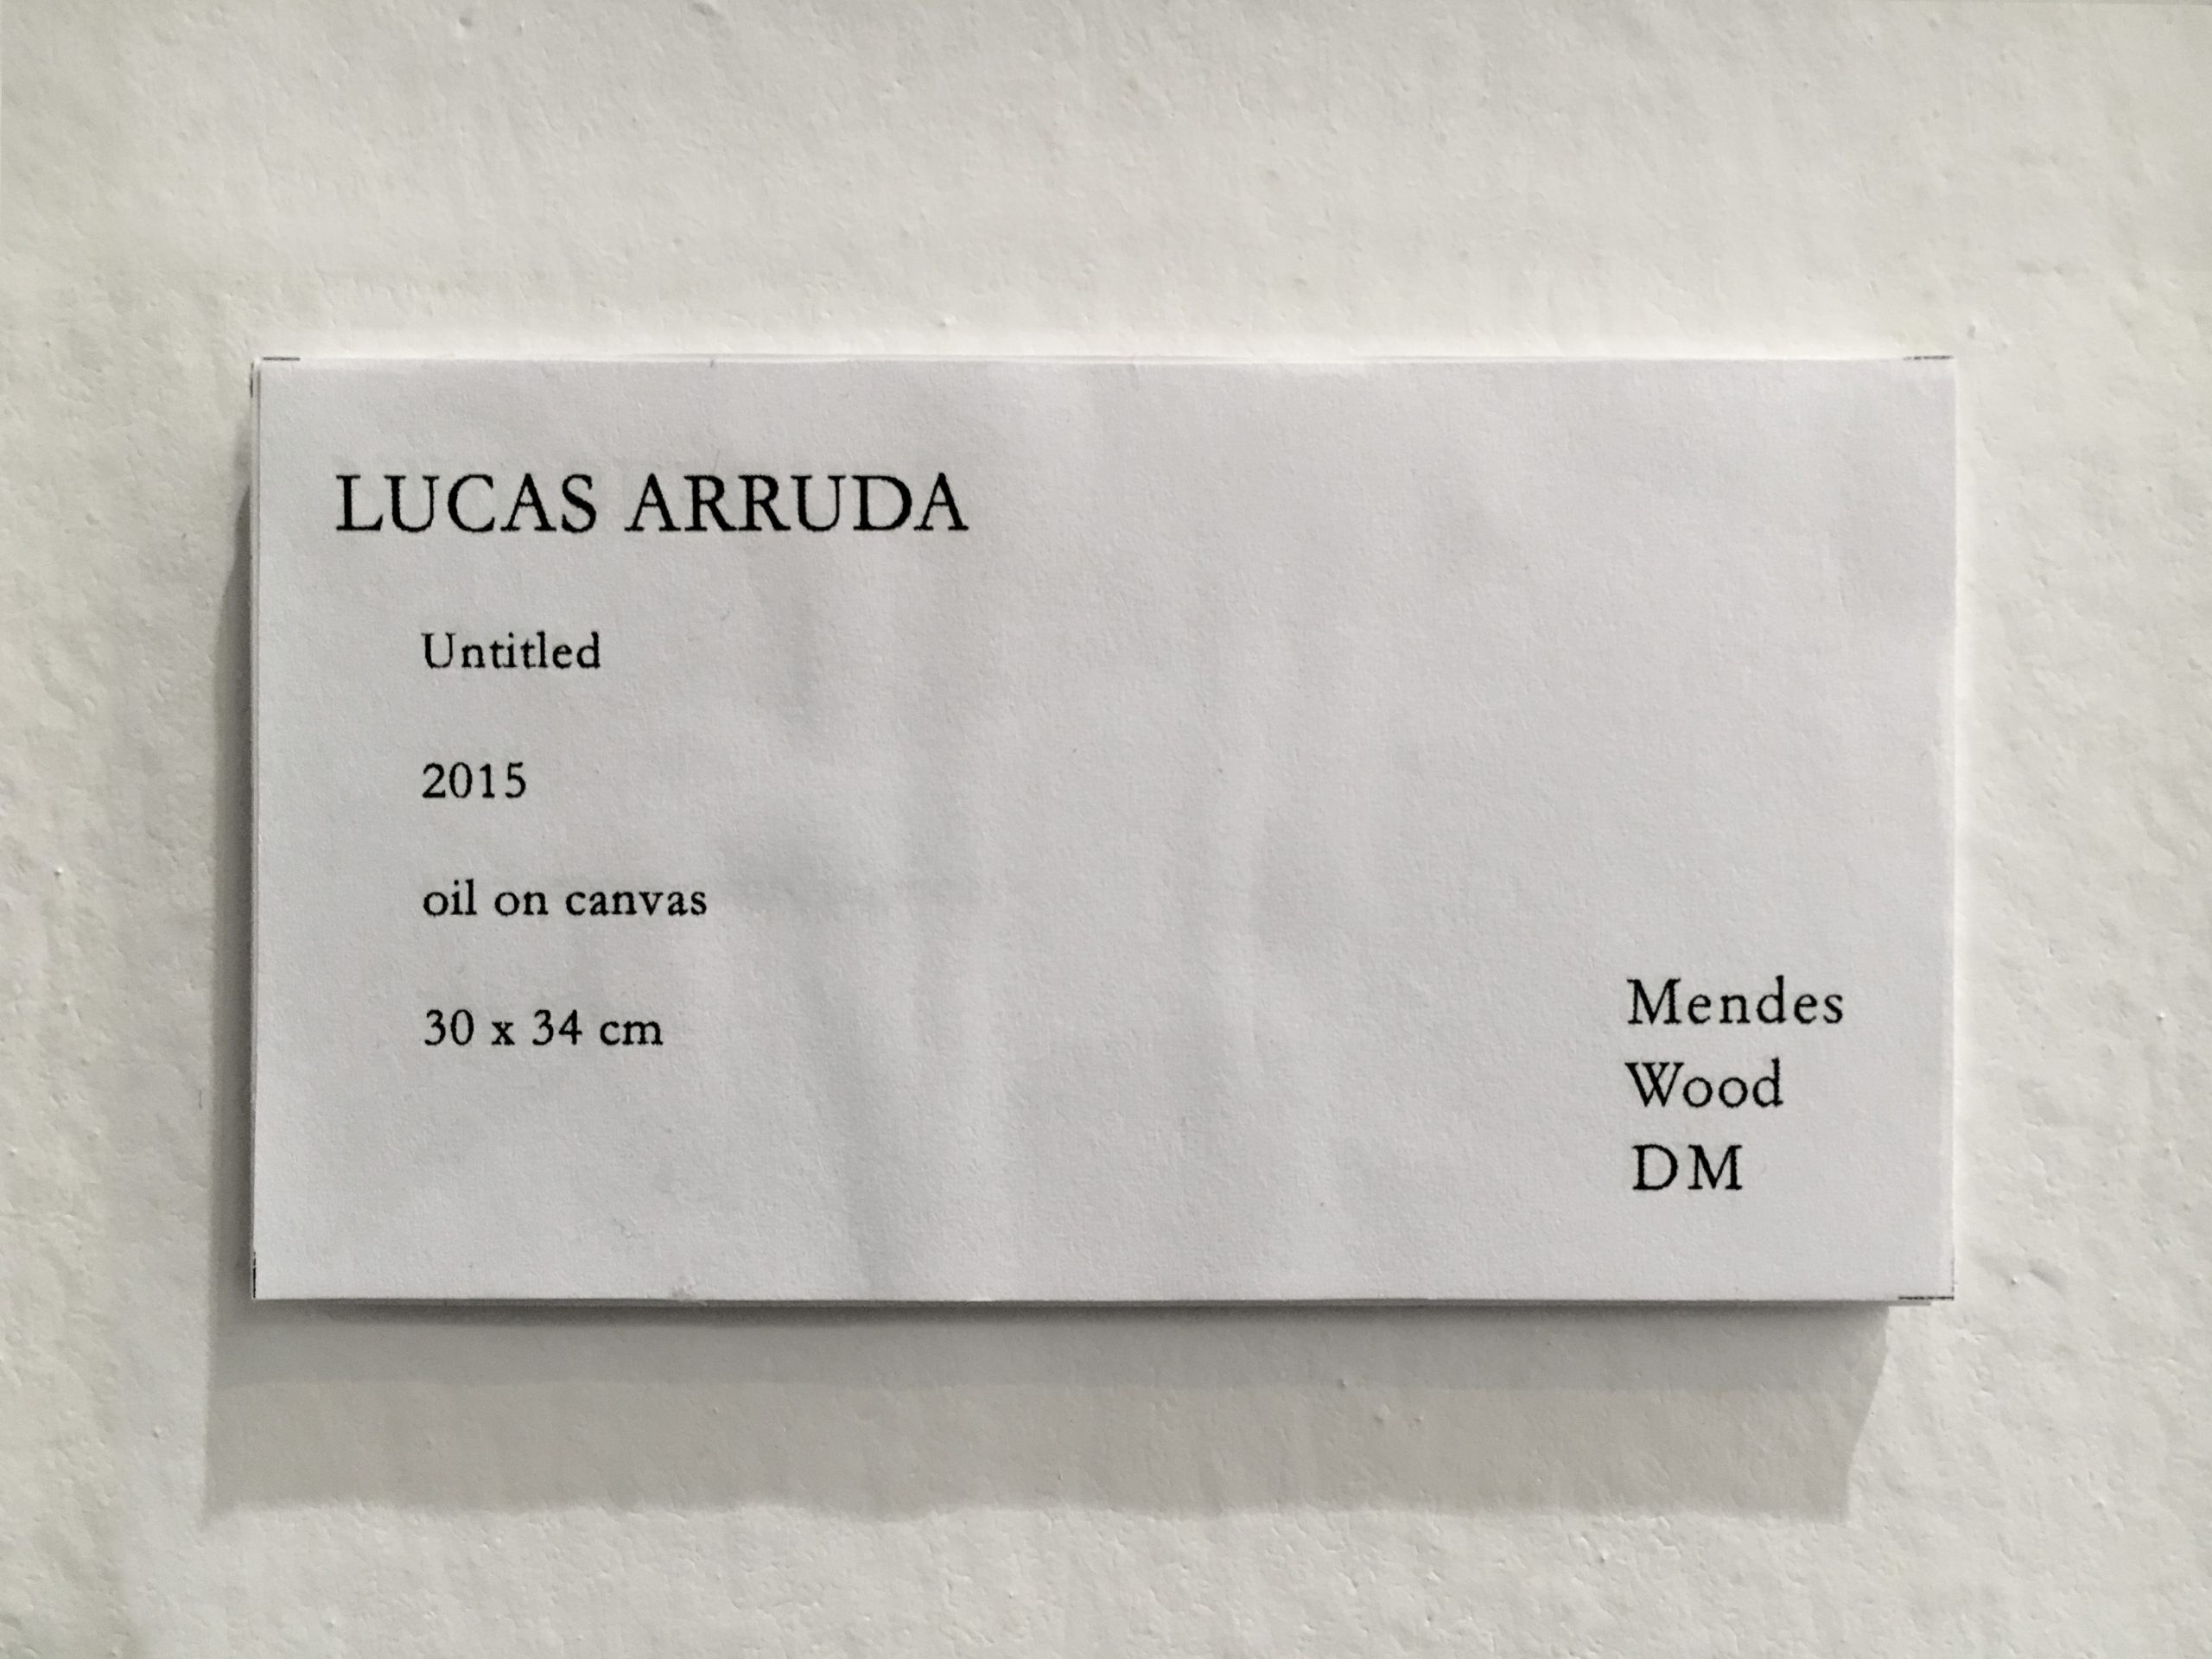 LUCAS ARRUDA
Untitled
2015
oil on canvas
30 x 34 cm
Mendes
Wood
DM